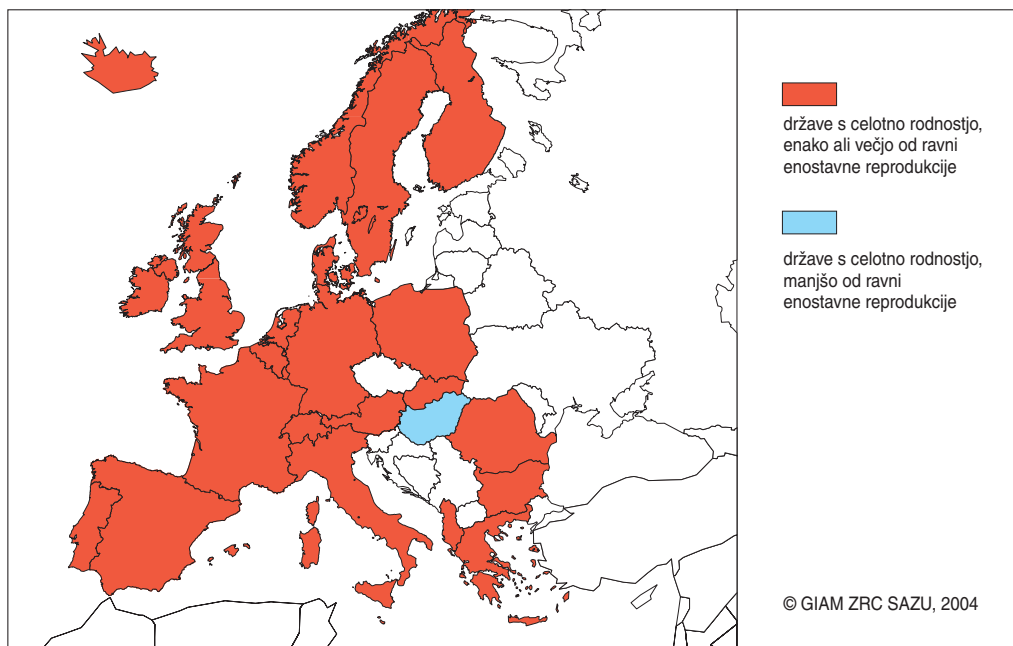 države s celotno rodnostjo,
enako ali večjo od ravni
enostavne reprodukcije
države s celotno rodnostjo,
manjšo od ravni
enostavne reprodukcije
© GIAM ZRC SAZU, 2004